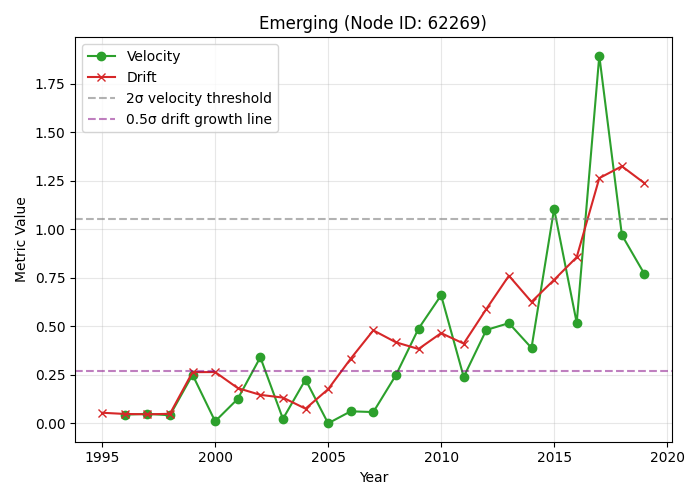 Emerging (Node ID: 62269)
Velocity
Drift
2σ velocity threshold
0.5σ drift growth line
Metric Value
1.75
1.50
1.25
1.00
0.75
0.50
0.25
0.00
1995 2000 2005 2010 2015 2020
Year